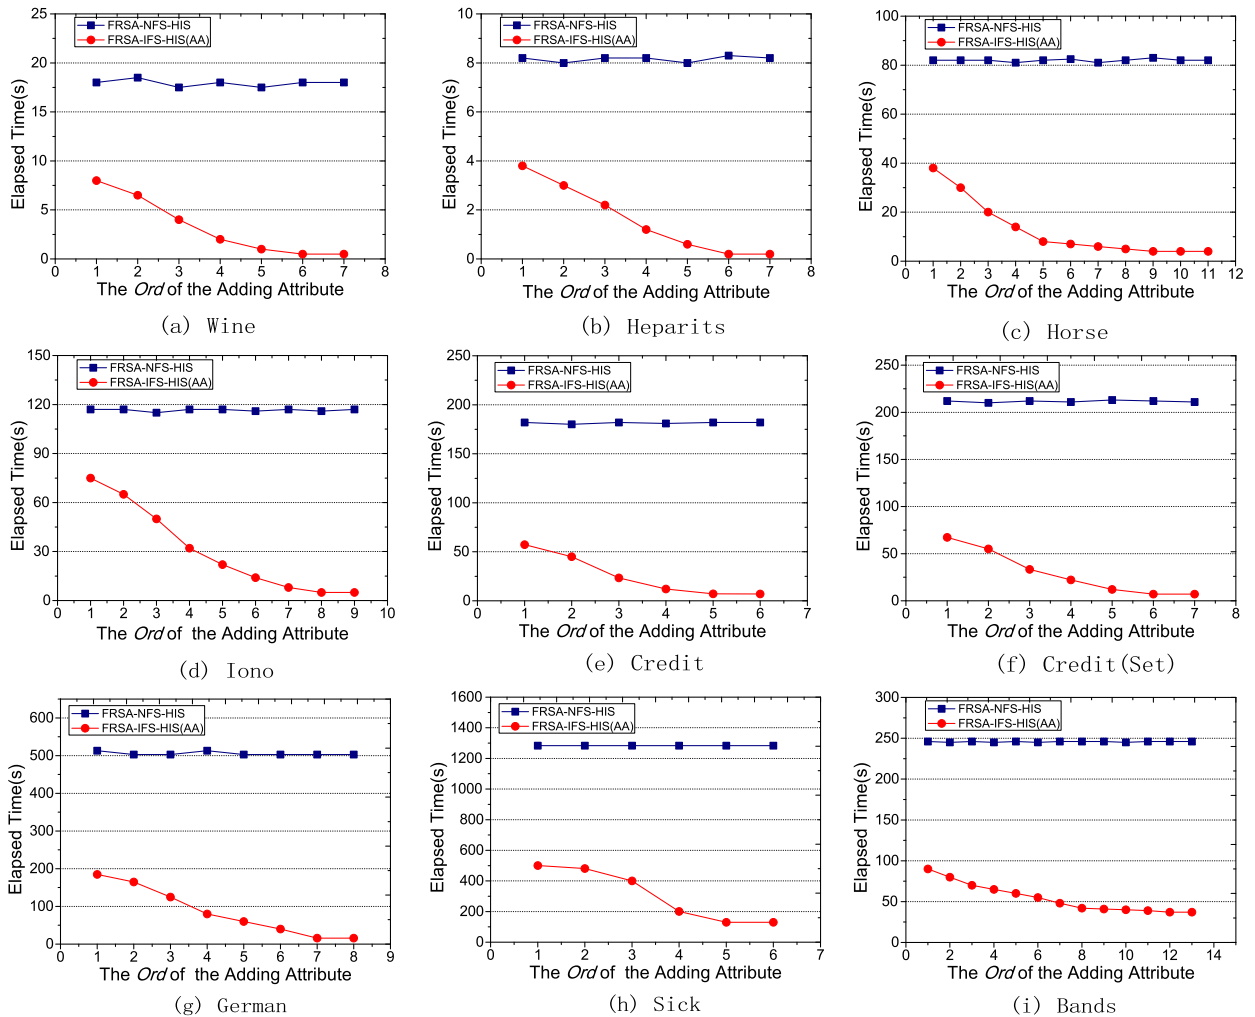 25
20
15
10
5
0
Elapsed Time(s)
FRSA-NFS-HIS
FRSA-IFS-HIS(AA)
0 1 2 3 4 5 6 7 8
The Ord of the Adding Attribute
(a) Wine
10
8
6
4
2
0
Elapsed Time(s)
FRSA-NFS-HIS
FRSA-IFS-HIS(AA)
0 1 2 3 4 5 6 7 8
The Ord of the Adding Attribute
(b) Heparits
100
80
60
40
20
0
Elapsed Time(s)
FRSA-NFS-HIS
FRSA-IFS-HIS(AA)
0 1 2 3 4 5 6 7 8 9 10 11 12
The Ord of the Adding Attribute
(c) Horse
150
120
90
60
30
0
Elapsed Time(s)
FRSA-NFS-HIS
FRSA-IFS-HIS(AA)
0 1 2 3 4 5 6 7 8 9 10
The Ord of the Adding Attribute
(d) Iono
250
200
150
100
50
0
Elapsed Time(s)
FRSA-NFS-HIS
FRSA-IFS-HIS(AA)
0 1 2 3 4 5 6 7
The Ord of the Adding Attribute
(e) Credit
250
200
150
100
50
0
Elapsed Time(s)
FRSA-NFS-HIS
FRSA-IFS-HIS(AA)
0 1 2 3 4 5 6 7 8
The Ord of the Adding Attribute
(f) Credit(Set)
600
500
400
300
200
100
0
Elapsed Time(s)
FRSA-NFS-HIS
FRSA-IFS-HIS(AA)
0 1 2 3 4 5 6 7 8 9
The Ord of the Adding Attribute
(g) German
1600
1400
1200
1000
800
600
400
200
0
Elapsed Time(s)
FRSA-NFS-HIS
FRSA-IFS-HIS(AA)
0 1 2 3 4 5 6 7
The Ord of the Adding Attribute
(h) Sick
300
250
200
150
100
50
0
Elapsed Time(s)
FRSA-NFS-HIS
FRSA-IFS-HIS(AA)
0 2 4 6 8 10 12 14
The Ord of the Adding Attribute
(i) Bands